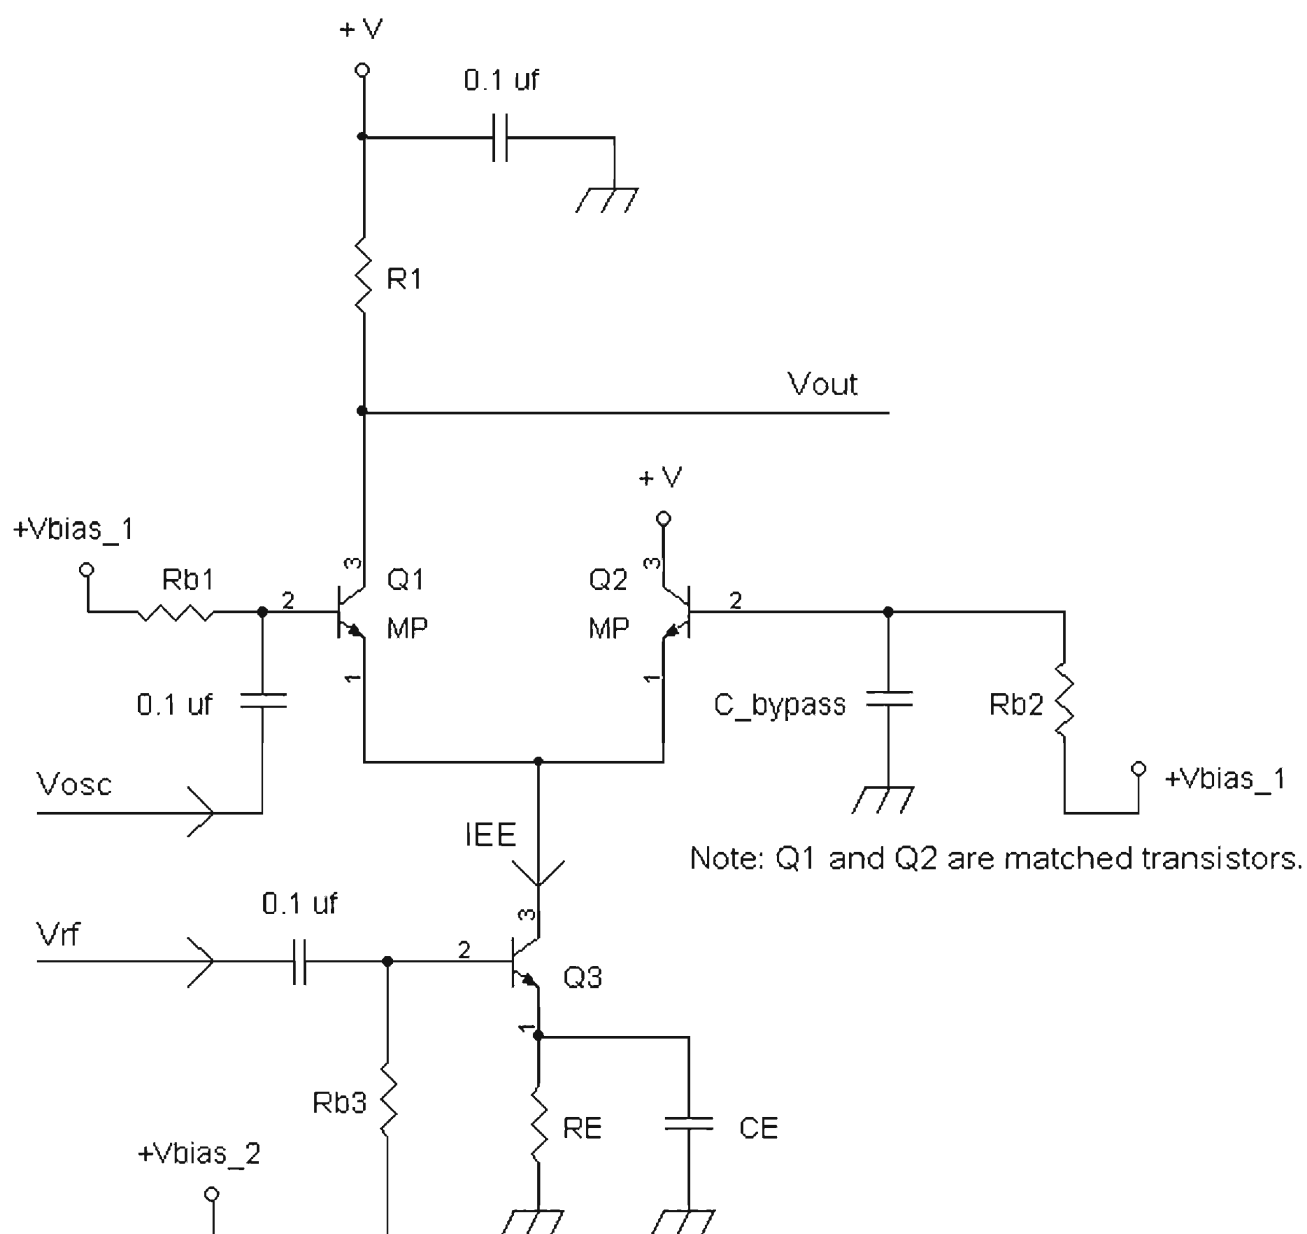 + V
0.1 uf
R1
Vout
+ V
+Vbias_1
Rb1
3
Q1
Q2
3
2
MP
MP
2
1
1
0.1 uf
C_bypass
Rb2
Vosc
+Vbias_1
IEE
Note: Q1 and Q2 are matched transistors.
0.1 uf
3
Vrf
2
Q3
1
Rb3
RE
CE
+Vbias_2